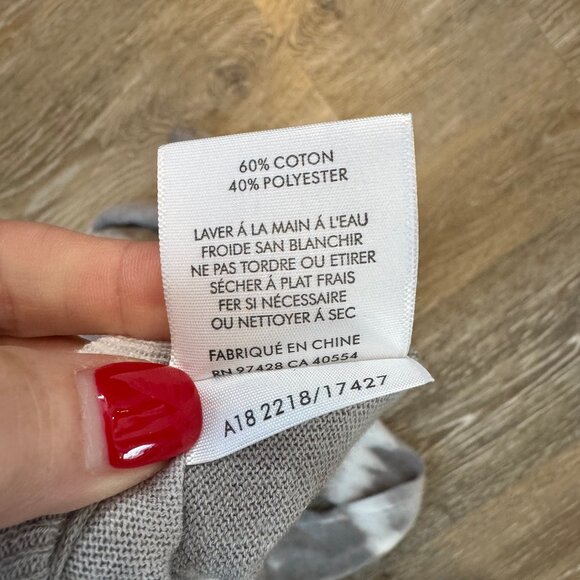 60% COTON
40% POLYESTER
LAVER Á LA MAIN Á L'EAU
FROIDE SAN BLANCHIR
NE PAS TORDRE OU ETIRER
SÉCHER Á PLAT FRAIS
FER SI NÉCESSAIRE
OU NETTOYER Á SEC
FABRIQUÉ EN CHINE
RN 97428 CA 40554
A18 2218/17427